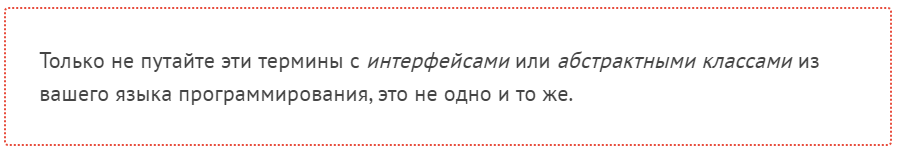 Только не путайте эти термины с интерфейсами или абстрактными классами из
вашего языка программирования, это не одно и то же.